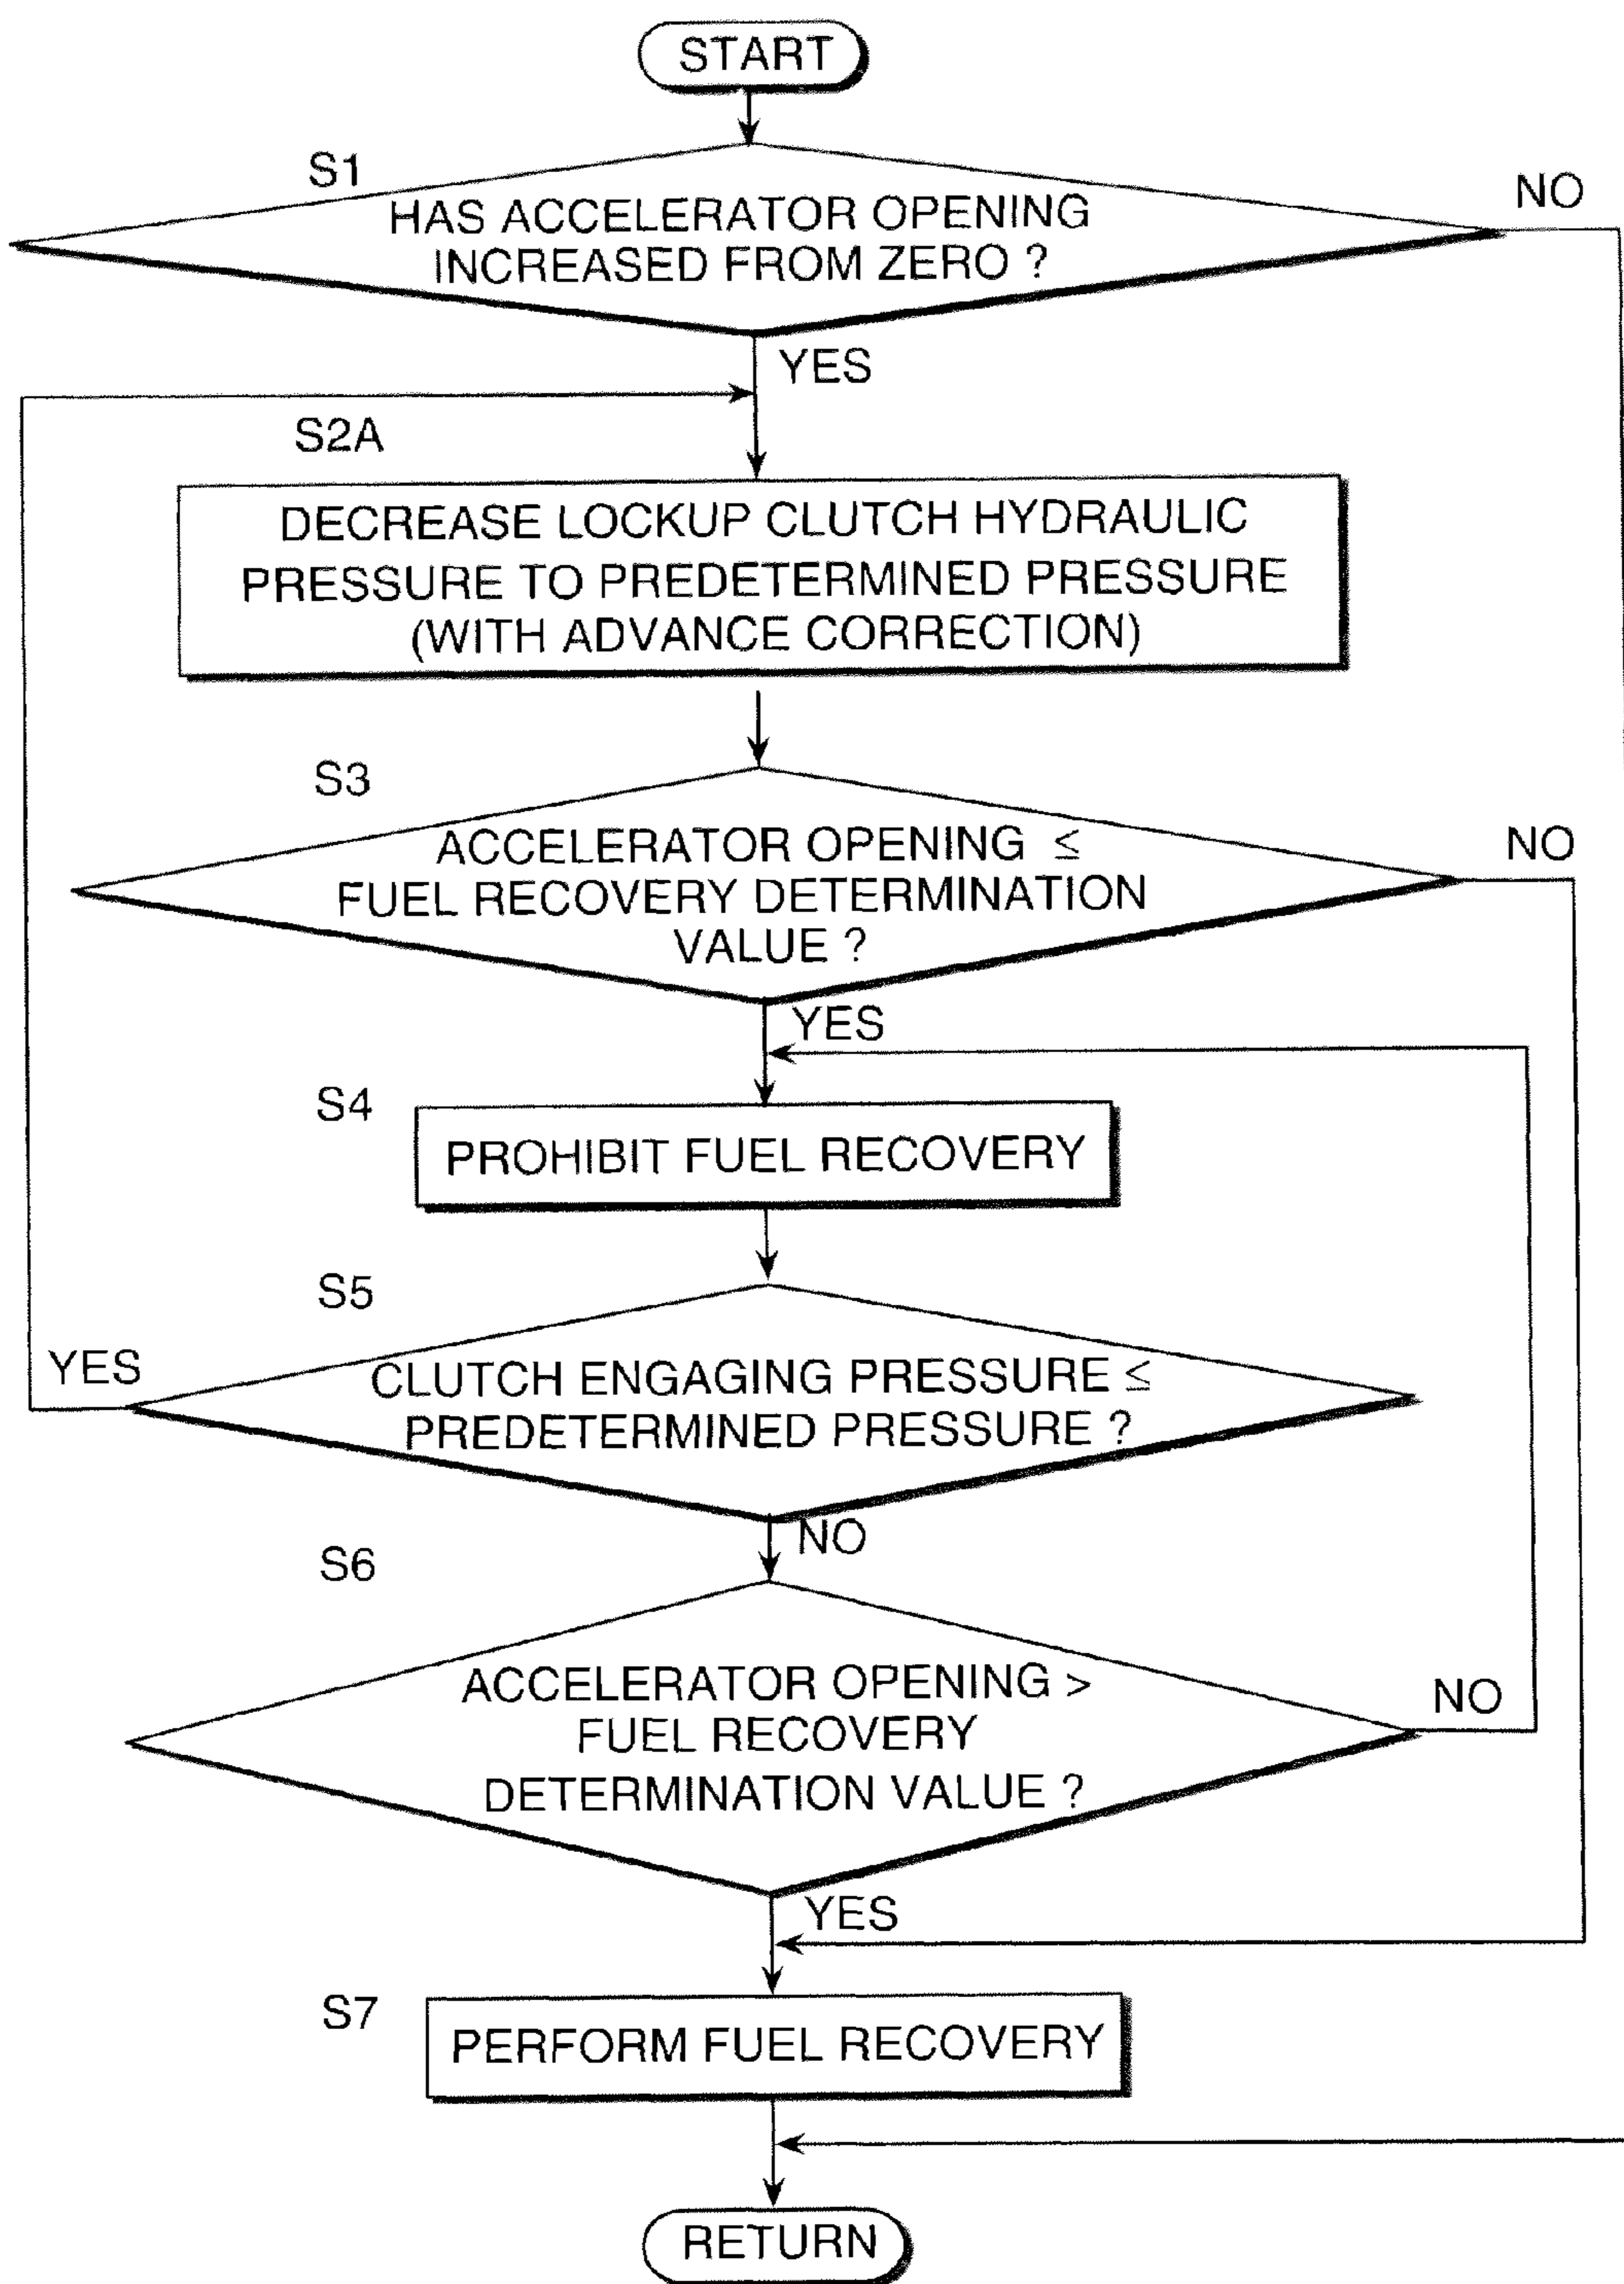 START
S1
HAS ACCELERATOR OPENING
INCREASED FROM ZERO ?
NO
YES
S2A
DECREASE LOCKUP CLUTCH HYDRAULIC
PRESSURE TO PREDETERMINED PRESSURE
(WITH ADVANCE CORRECTION)
S3
ACCELERATOR OPENING ≤
FUEL RECOVERY DETERMINATION
VALUE ?
NO
YES
S4
PROHIBIT FUEL RECOVERY
S5
YES
CLUTCH ENGAGING PRESSURE ≤
PREDETERMINED PRESSURE ?
NO
S6
ACCELERATOR OPENING >
FUEL RECOVERY
DETERMINATION VALUE ?
NO
YES
S7
PERFORM FUEL RECOVERY
RETURN